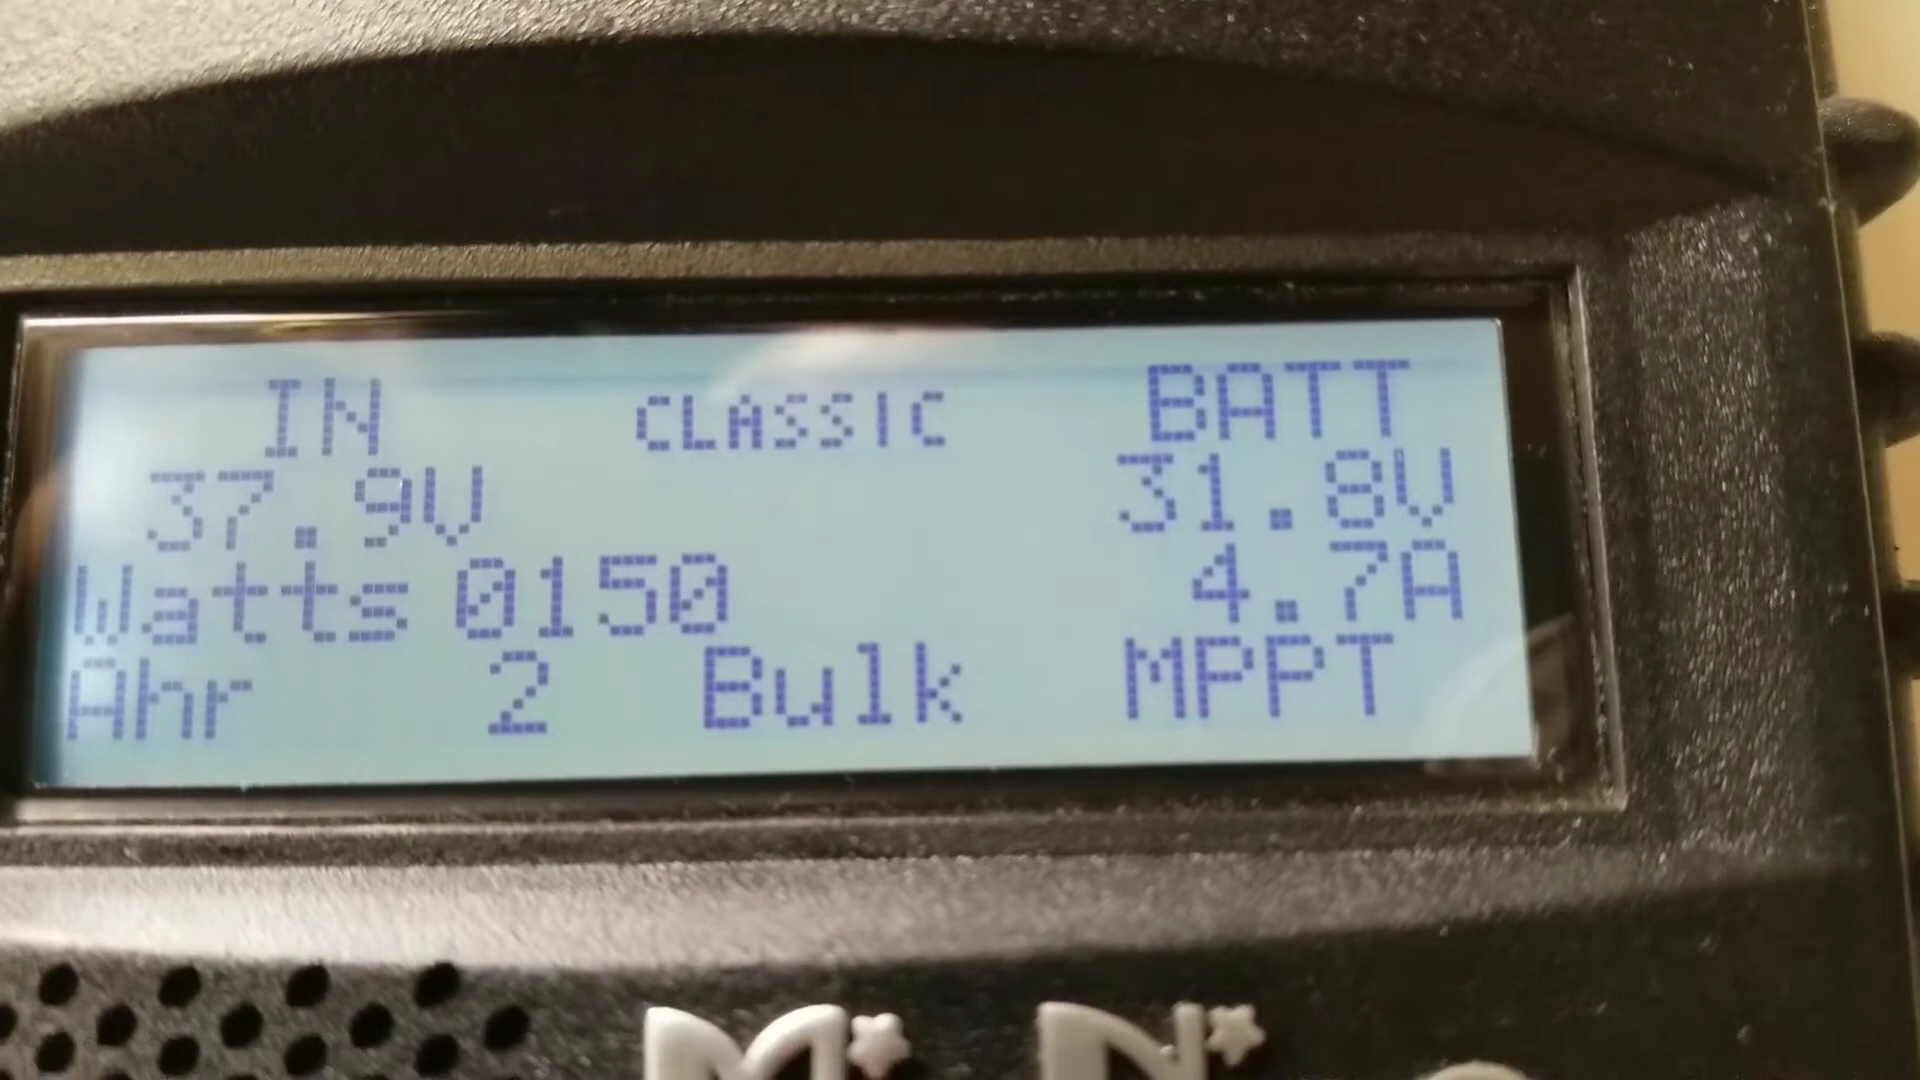 IN CLASSIC BATT
37.9V 31.8V
Watts 0150 4.7A
Ahr 2 Bulk MPPT
M N